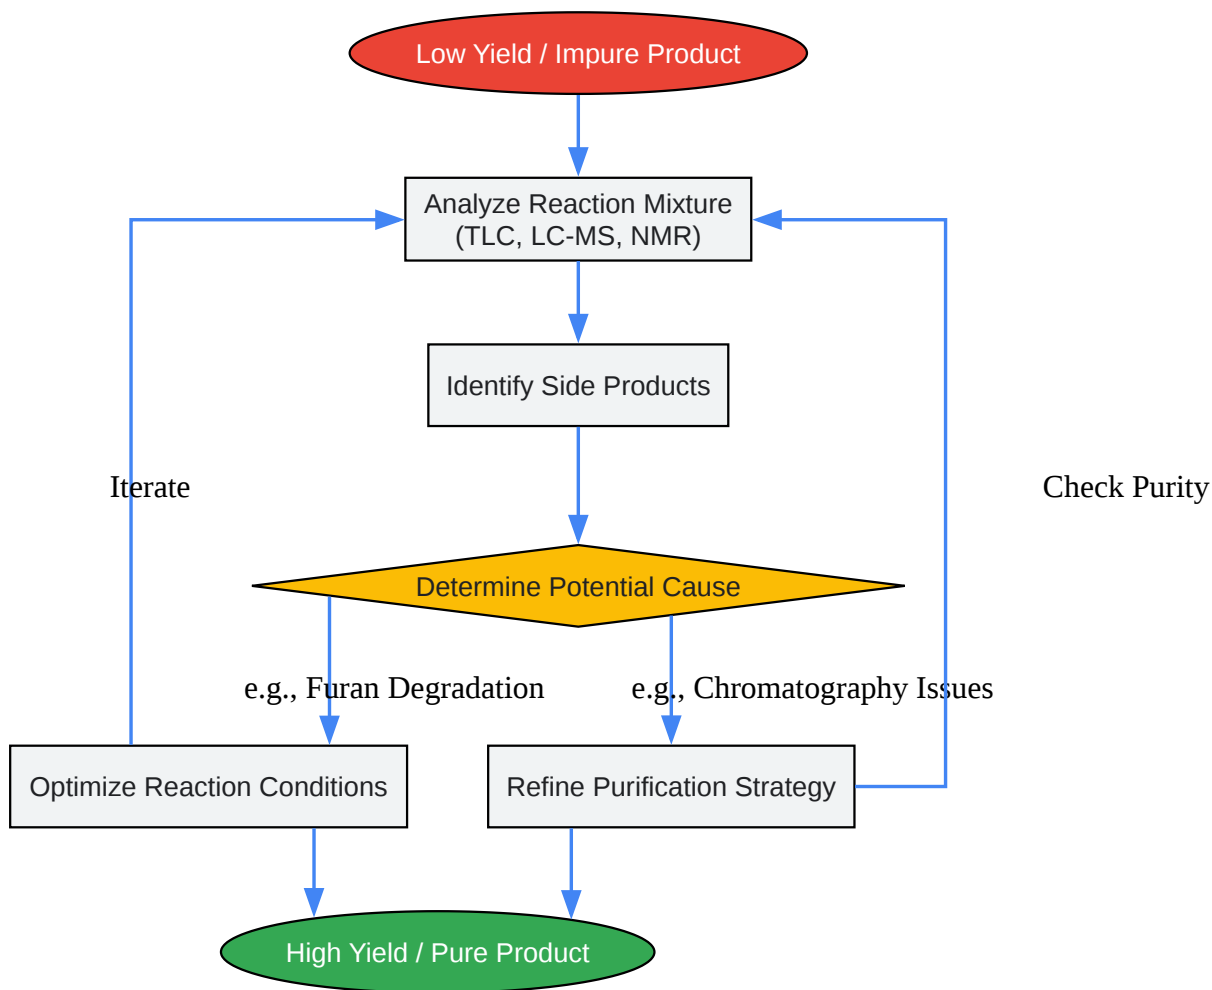 Low Yield / Impure Product
Analyze Reaction Mixture
(TLC, LC-MS, NMR)
Identify Side Products
Iterate
Check Purity
Determine Potential Cause
e.g., Furan Degradation
e.g., Chromatography Issues
Optimize Reaction Conditions
Refine Purification Strategy
High Yield / Pure Product